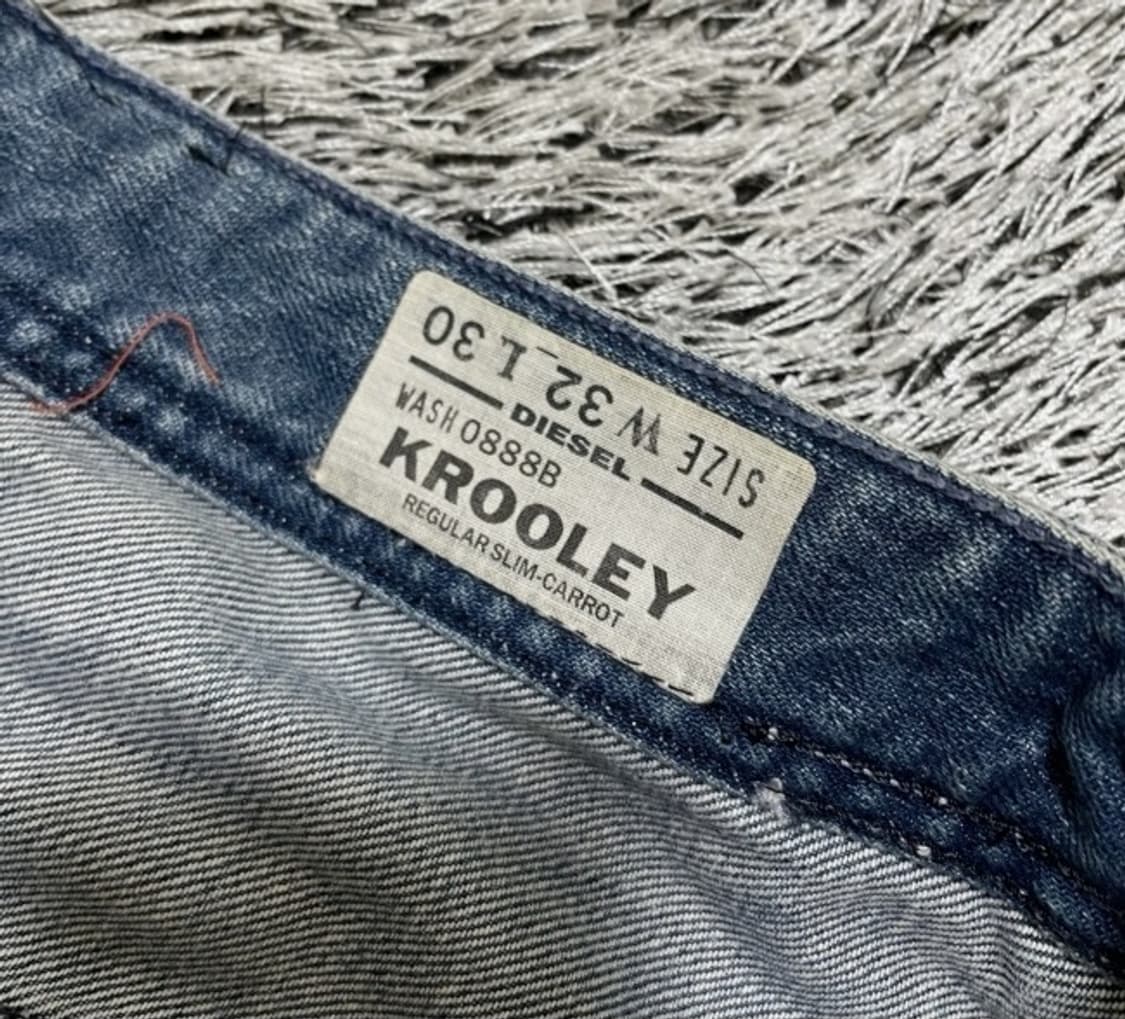 SIZE W 32 L 30
DIESEL
WASH 0888B
KROOLEY
REGULAR SLIM-CARROT